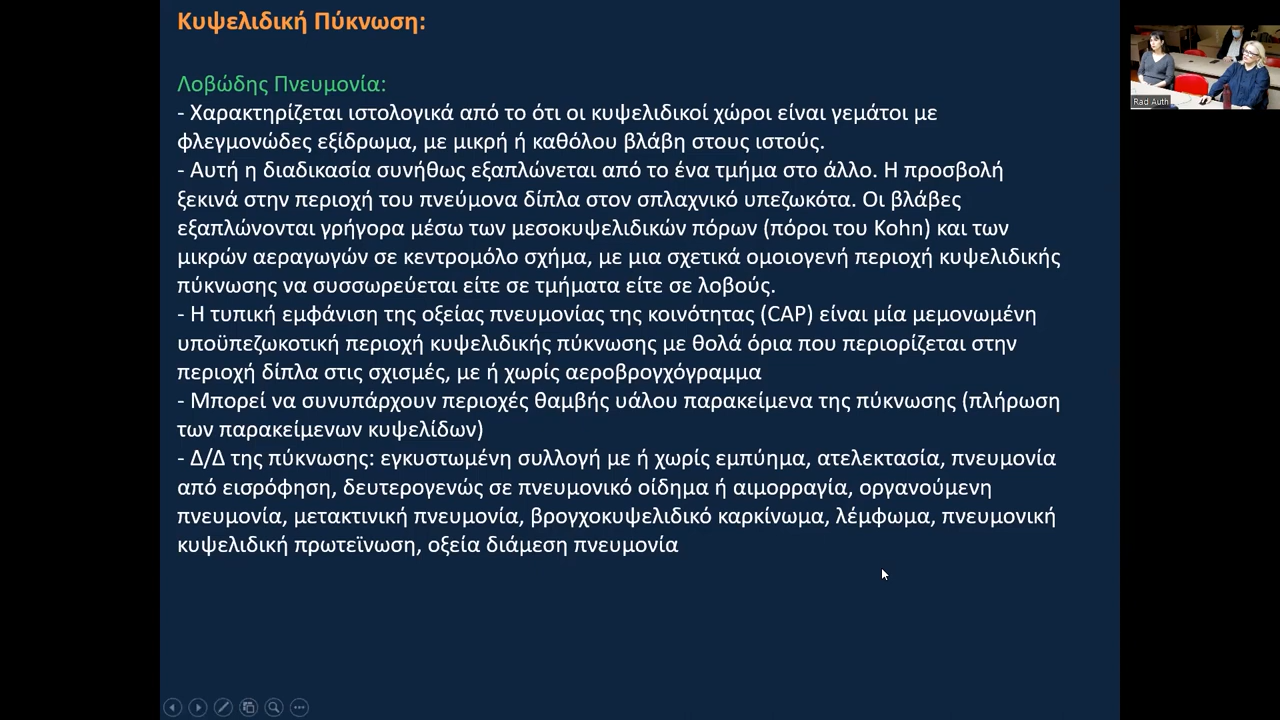 Κυψελιδική Πύκνωση:
Λοβώδης Πνευμονία:
- Χαρακτηρίζεται ιστολογικά από το ότι οι κυψελιδικοί χώροι είναι γεμάτοι με
φλεγμονώδες εξίδρωμα, με μικρή ή καθόλου βλάβη στους ιστούς.
- Αυτή η διαδικασία συνήθως εξαπλώνεται από το ένα τμήμα στο άλλο. Η προσβολή
ξεκινά στην περιοχή του πνεύμονα δίπλα στον σπλαχνικό υπεζωκότα. Οι βλάβες
εξαπλώνονται γρήγορα μέσω των μεσοκυψελιδικών πόρων (πόροι του Kohn) και των
μικρών αεραγωγών σε κεντρομόλο σχήμα, με μια σχετικά ομοιογενή περιοχή κυψελιδικής
πύκνωσης να συσσωρεύεται είτε σε τμήματα είτε σε λοβούς.
- Η τυπική εμφάνιση της οξείας πνευμονίας της κοινότητας (CAP) είναι μία μεμονωμένη
υποϋπεζωκοτική περιοχή κυψελιδικής πύκνωσης με θολά όρια που περιορίζεται στην
περιοχή δίπλα στις σχισμές, με ή χωρίς αεροβρογχόγραμμα
- Μπορεί να συνυπάρχουν περιοχές θαμβής υάλου παρακείμενα της πύκνωσης (πλήρωση
των παρακείμενων κυψελίδων)
- Δ/Δ της πύκνωσης: εγκυστωμένη συλλογή με ή χωρίς εμπύημα, ατελεκτασία, πνευμονία
από εισρόφηση, δευτερογενώς σε πνευμονικό οίδημα ή αιμορραγία, οργανούμενη
πνευμονία, μετακτινική πνευμονία, βρογχοκυψελιδικό καρκίνωμα, λέμφωμα, πνευμονική
κυψελιδική πρωτεϊνωση, οξεία διάμεση πνευμονία
Rad Auth